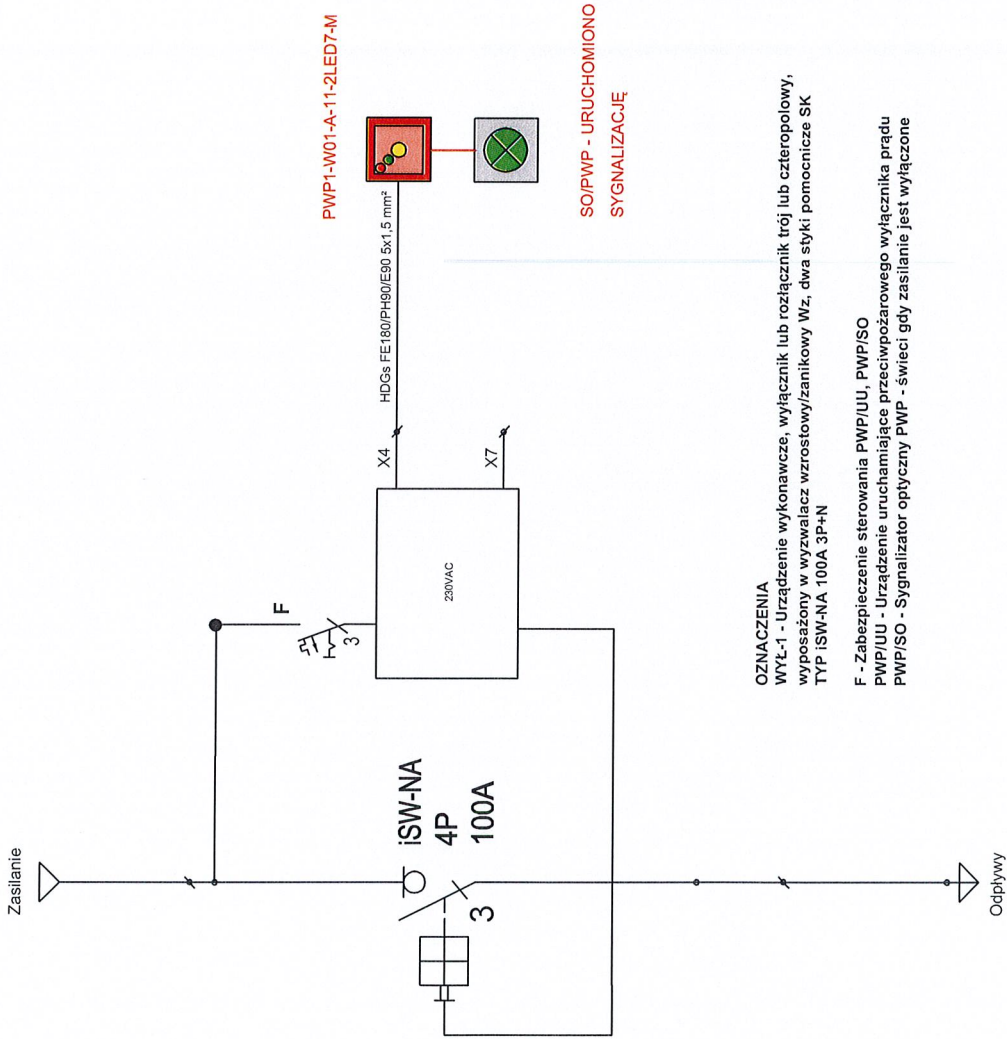 Zasilanie
PWP1-W01-A-11-2LED7-M
HDGs FE180/PH90/E90 5x1,5 mm²
X4
X7
F
3
230VAC
SO/PWP - URUCHOMIONO
SYGNALIZACJĘ
iSW-NA
4P
100A
3
OZNACZENIA
WYŁ-1 - Urządzenie wykonawcze, wyłącznik lub rozłącznik trój lub czteropolowy,
wyposażony w wyzwalacz wzrostowy/zanikowy Wz, dwa styki pomocnicze SK
TYP iSW-NA 100A 3P+N
F - Zabezpieczenie sterowania PWP/UU, PWP/SO
PWP/UU - Urządzenie uruchamiające przeciwpożarowego wyłącznika prądu
PWP/SO - Sygnalizator optyczny PWP - świeci gdy zasilanie jest wyłączone
Odpływy